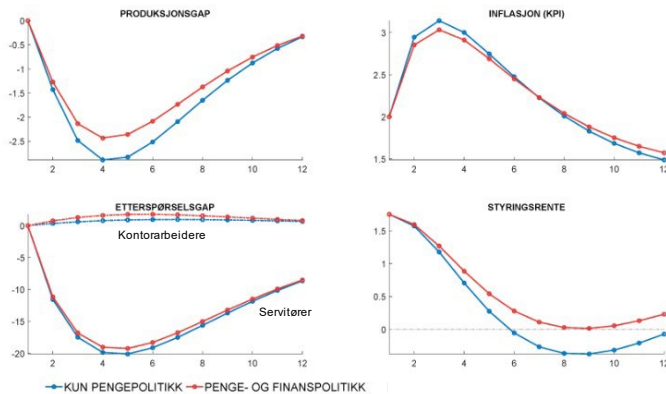 PRODUKSJONSGAP
0
-0.5
-1
-1.5
-2
-2.5
2 4 6 8 10 12
INFLASJON (KPI)
3
2.5
2
1.5
2 4 6 8 10 12
ETTERSPØRSELSGAP
0
-5
-10
-15
-20
Kontorarbeidere
Servitører
2 4 6 8 10 12
STYRINGSRENTE
1.5
1
0.5
0
2 4 6 8 10 12
KUN PENGEPOLITIKK PENGE- OG FINANSPOLITIKK